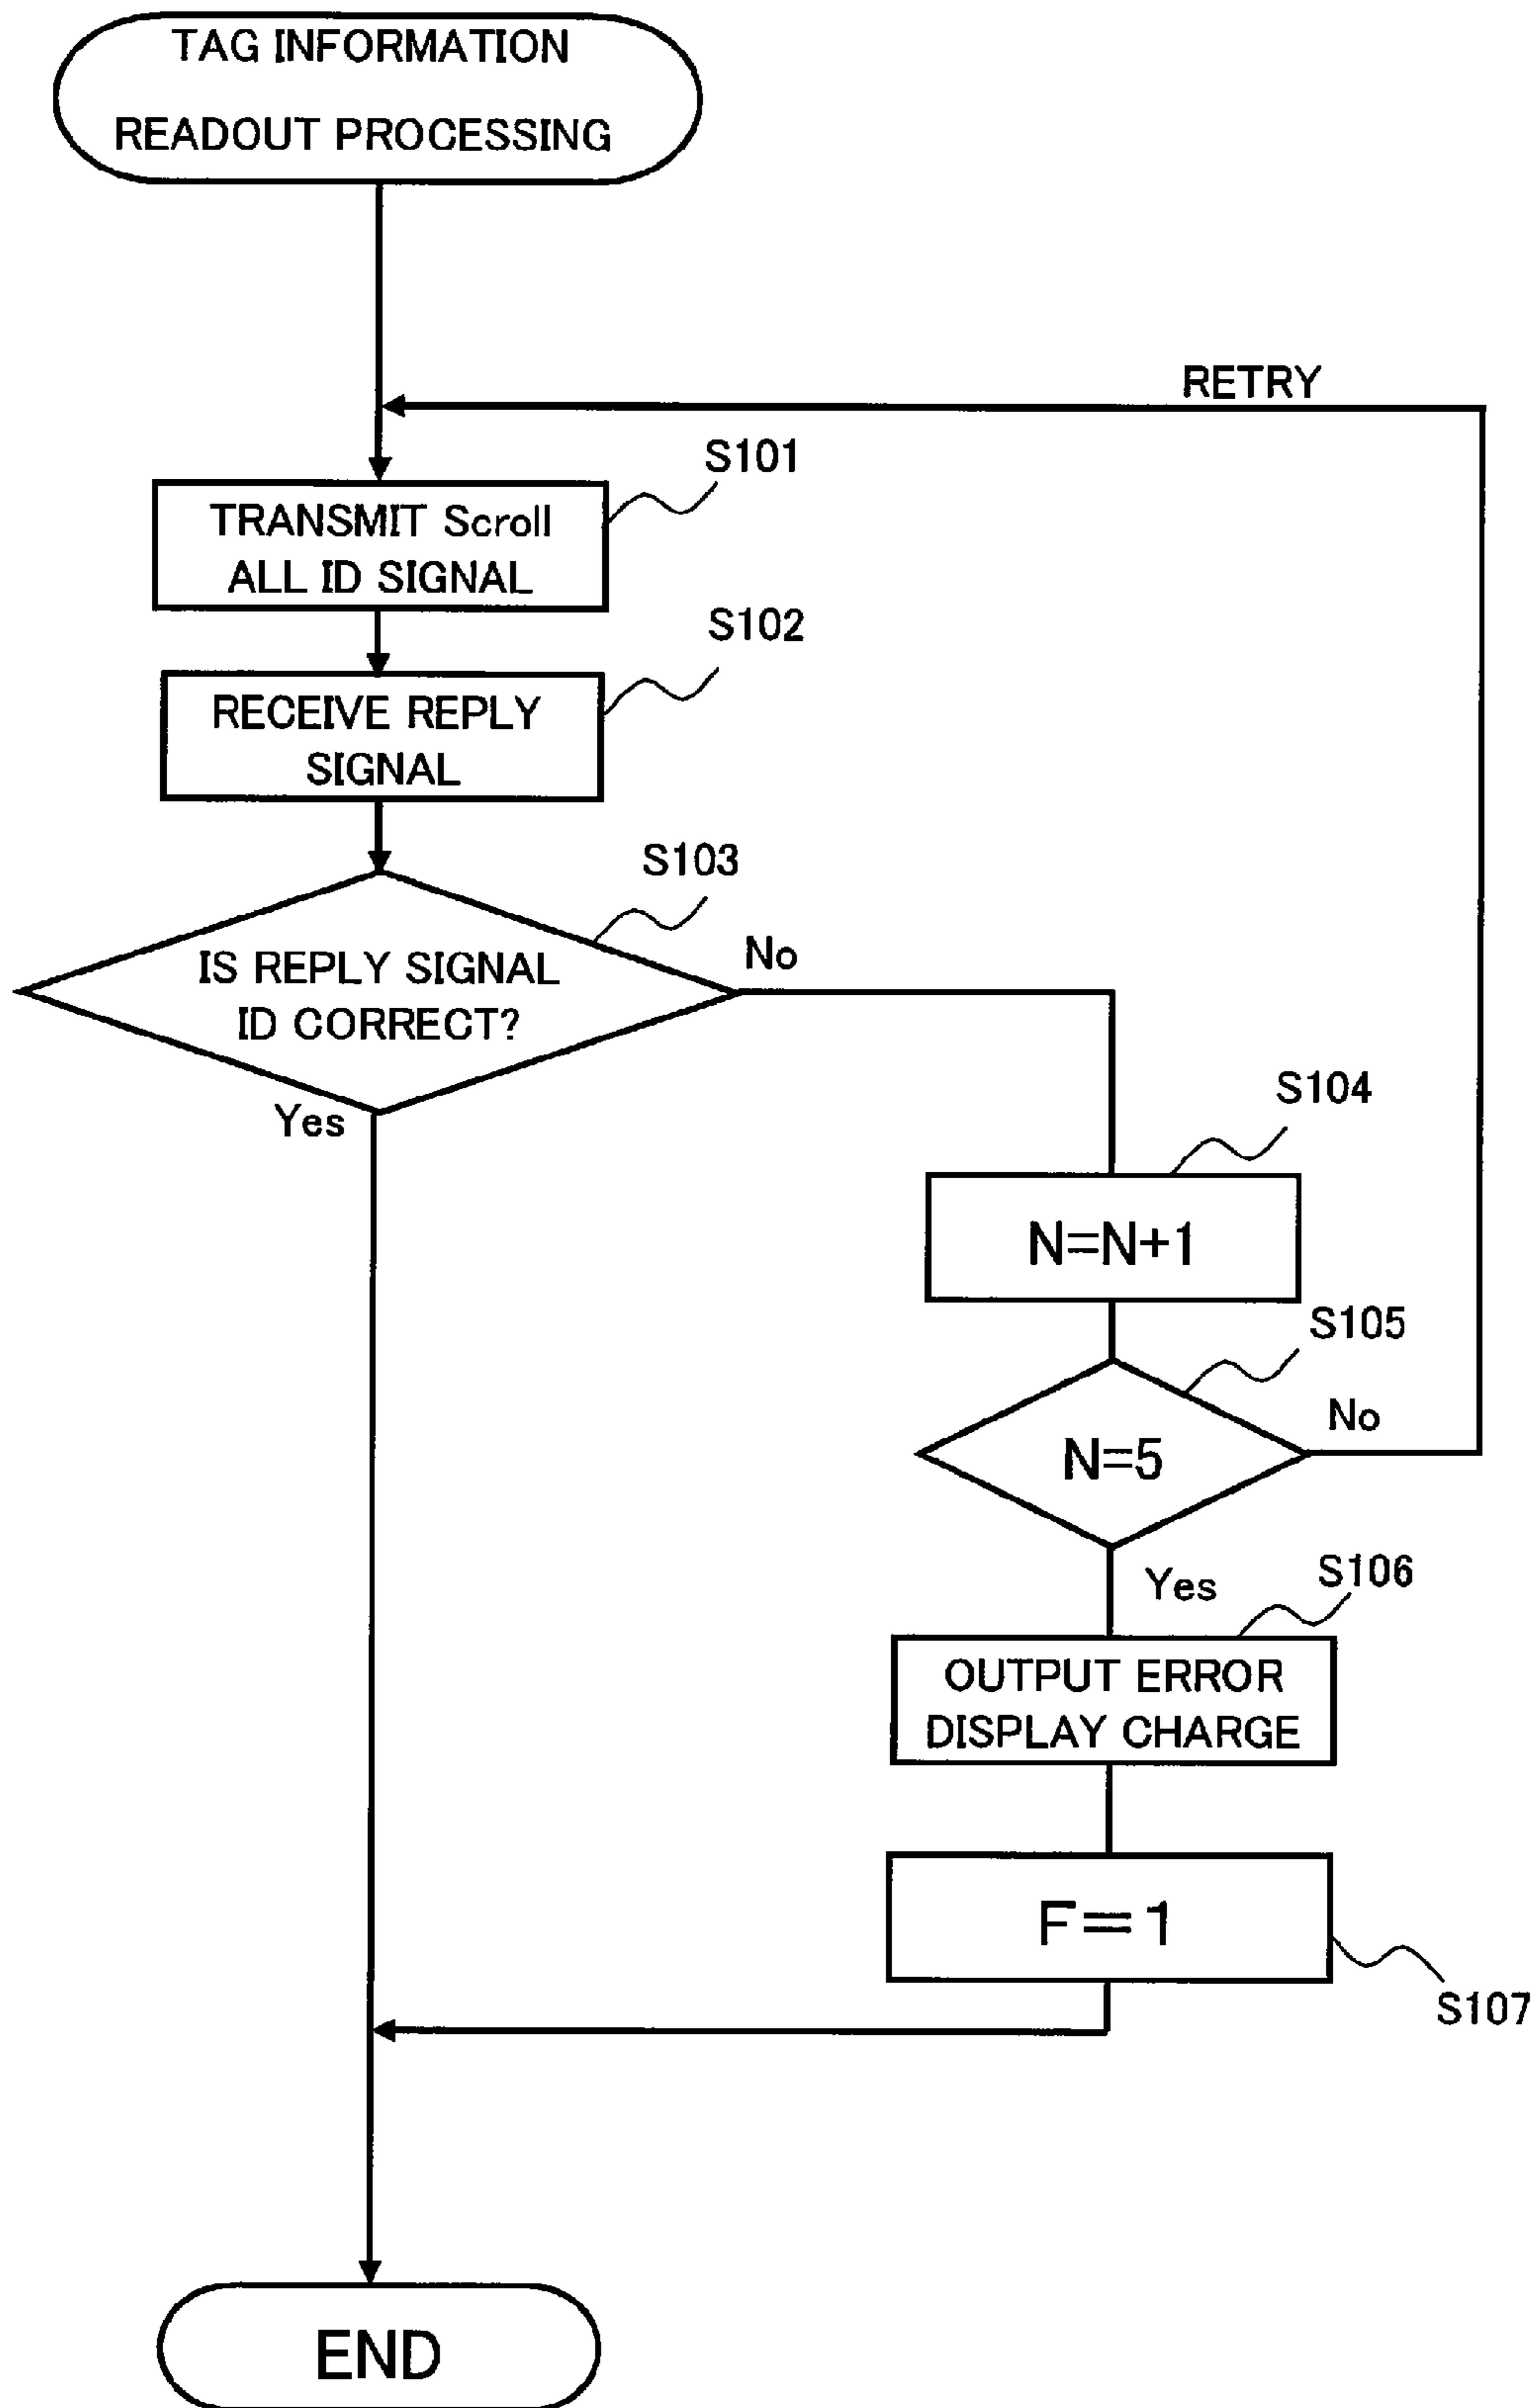 TAG INFORMATION
READOUT PROCESSING
RETRY
S101
TRANSMIT Scroll
ALL ID SIGNAL
S102
RECEIVE REPLY
SIGNAL
S103
IS REPLY SIGNAL
ID CORRECT?
No
Yes
S104
N=N+1
S105
N=5
No
Yes
S106
OUTPUT ERROR
DISPLAY CHARGE
F=1
S107
END